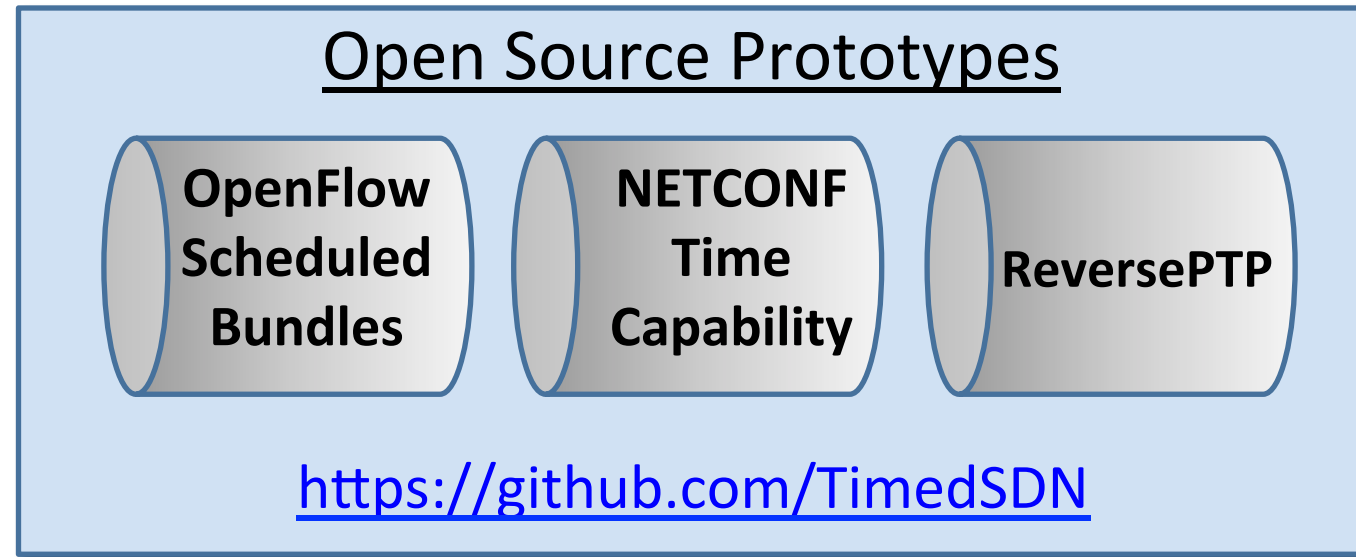 Open Source Prototypes
OpenFlow
Scheduled
Bundles
NETCONF
Time
Capability
ReversePTP
https://github.com/TimedSDN